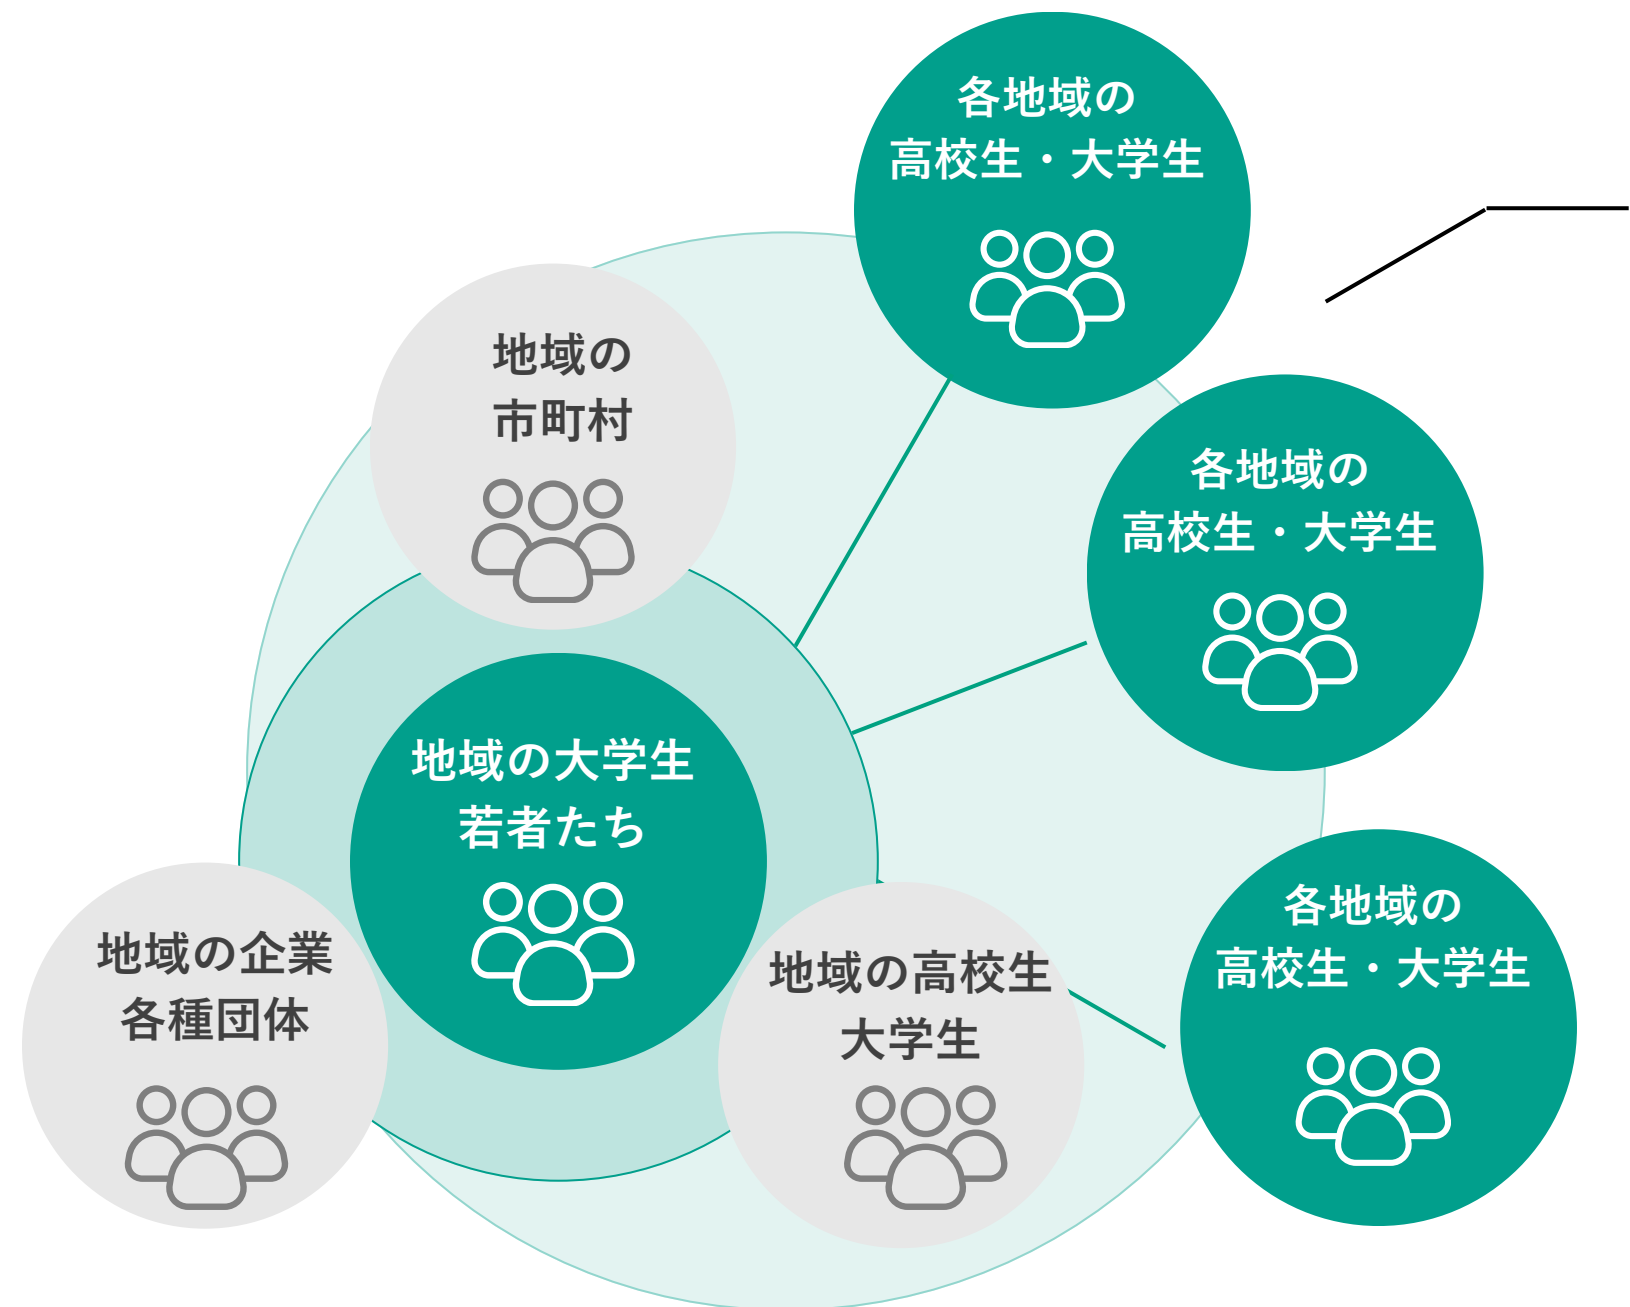 各地域の
高校生・大学生
地域の
市町村
各地域の
高校生・大学生
地域の大学生
若者たち
各地域の
高校生・大学生
地域の企業
各種団体
地域の高校生
大学生